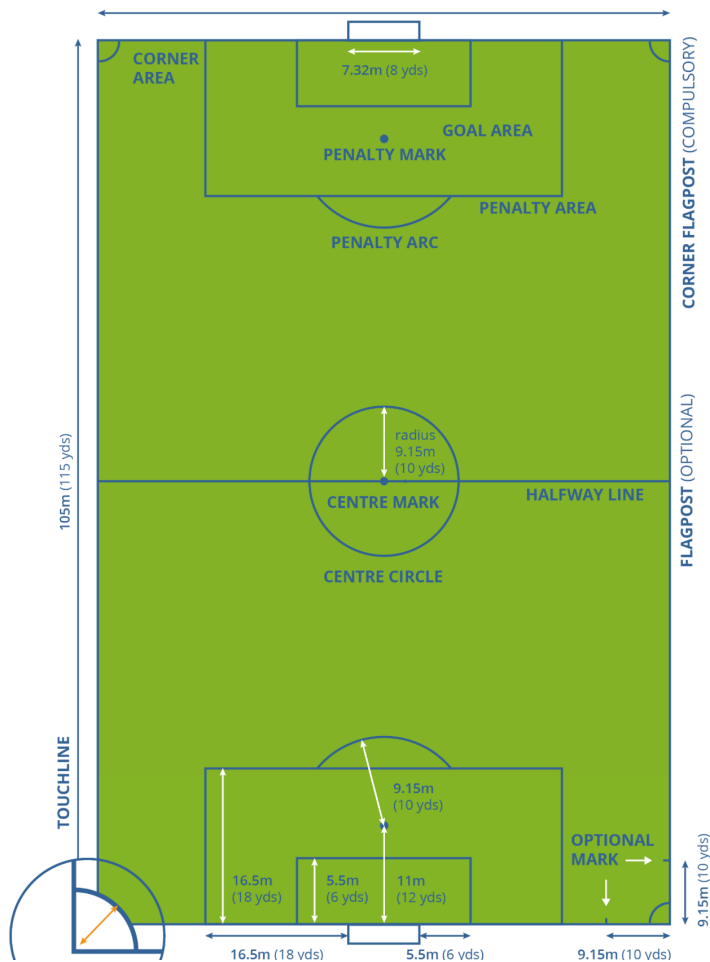 CORNER
AREA
7.32m (8 yds)
GOAL AREA
PENALTY MARK
PENALTY AREA
PENALTY ARC
CORNER FLAGPOST (COMPULSORY)
radius
9.15m
(10 yds)
105m (115 yds)
CENTRE MARK
HALFWAY LINE
FLAGPOST (OPTIONAL)
CENTRE CIRCLE
TOUCHLINE
9.15m
(10 yds)
OPTIONAL
MARK
9.15m (10 yds)
16.5m
(18 yds)
5.5m
(6 yds)
11m
(12 yds)
16.5m (18 yds)
5.5m (6 yds)
9.15m (10 yds)